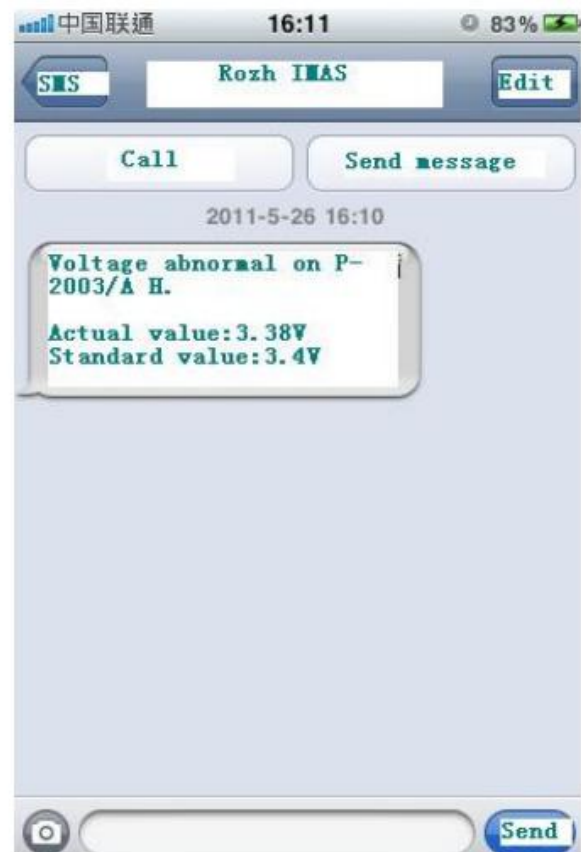 中国联通 16:11 83%
SMS Rozh IMAS Edit
Call Send message
2011-5-26 16:10
Voltage abnormal on P-
2003/A H.
Actual value:3.38V
Standard value:3.4V
Send